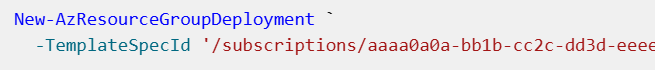 New-AzResourceGroupDeployment `
-TemplateSpecId '/subscriptions/aaaa0a0a-bb1b-cc2c-dd3d-eeee